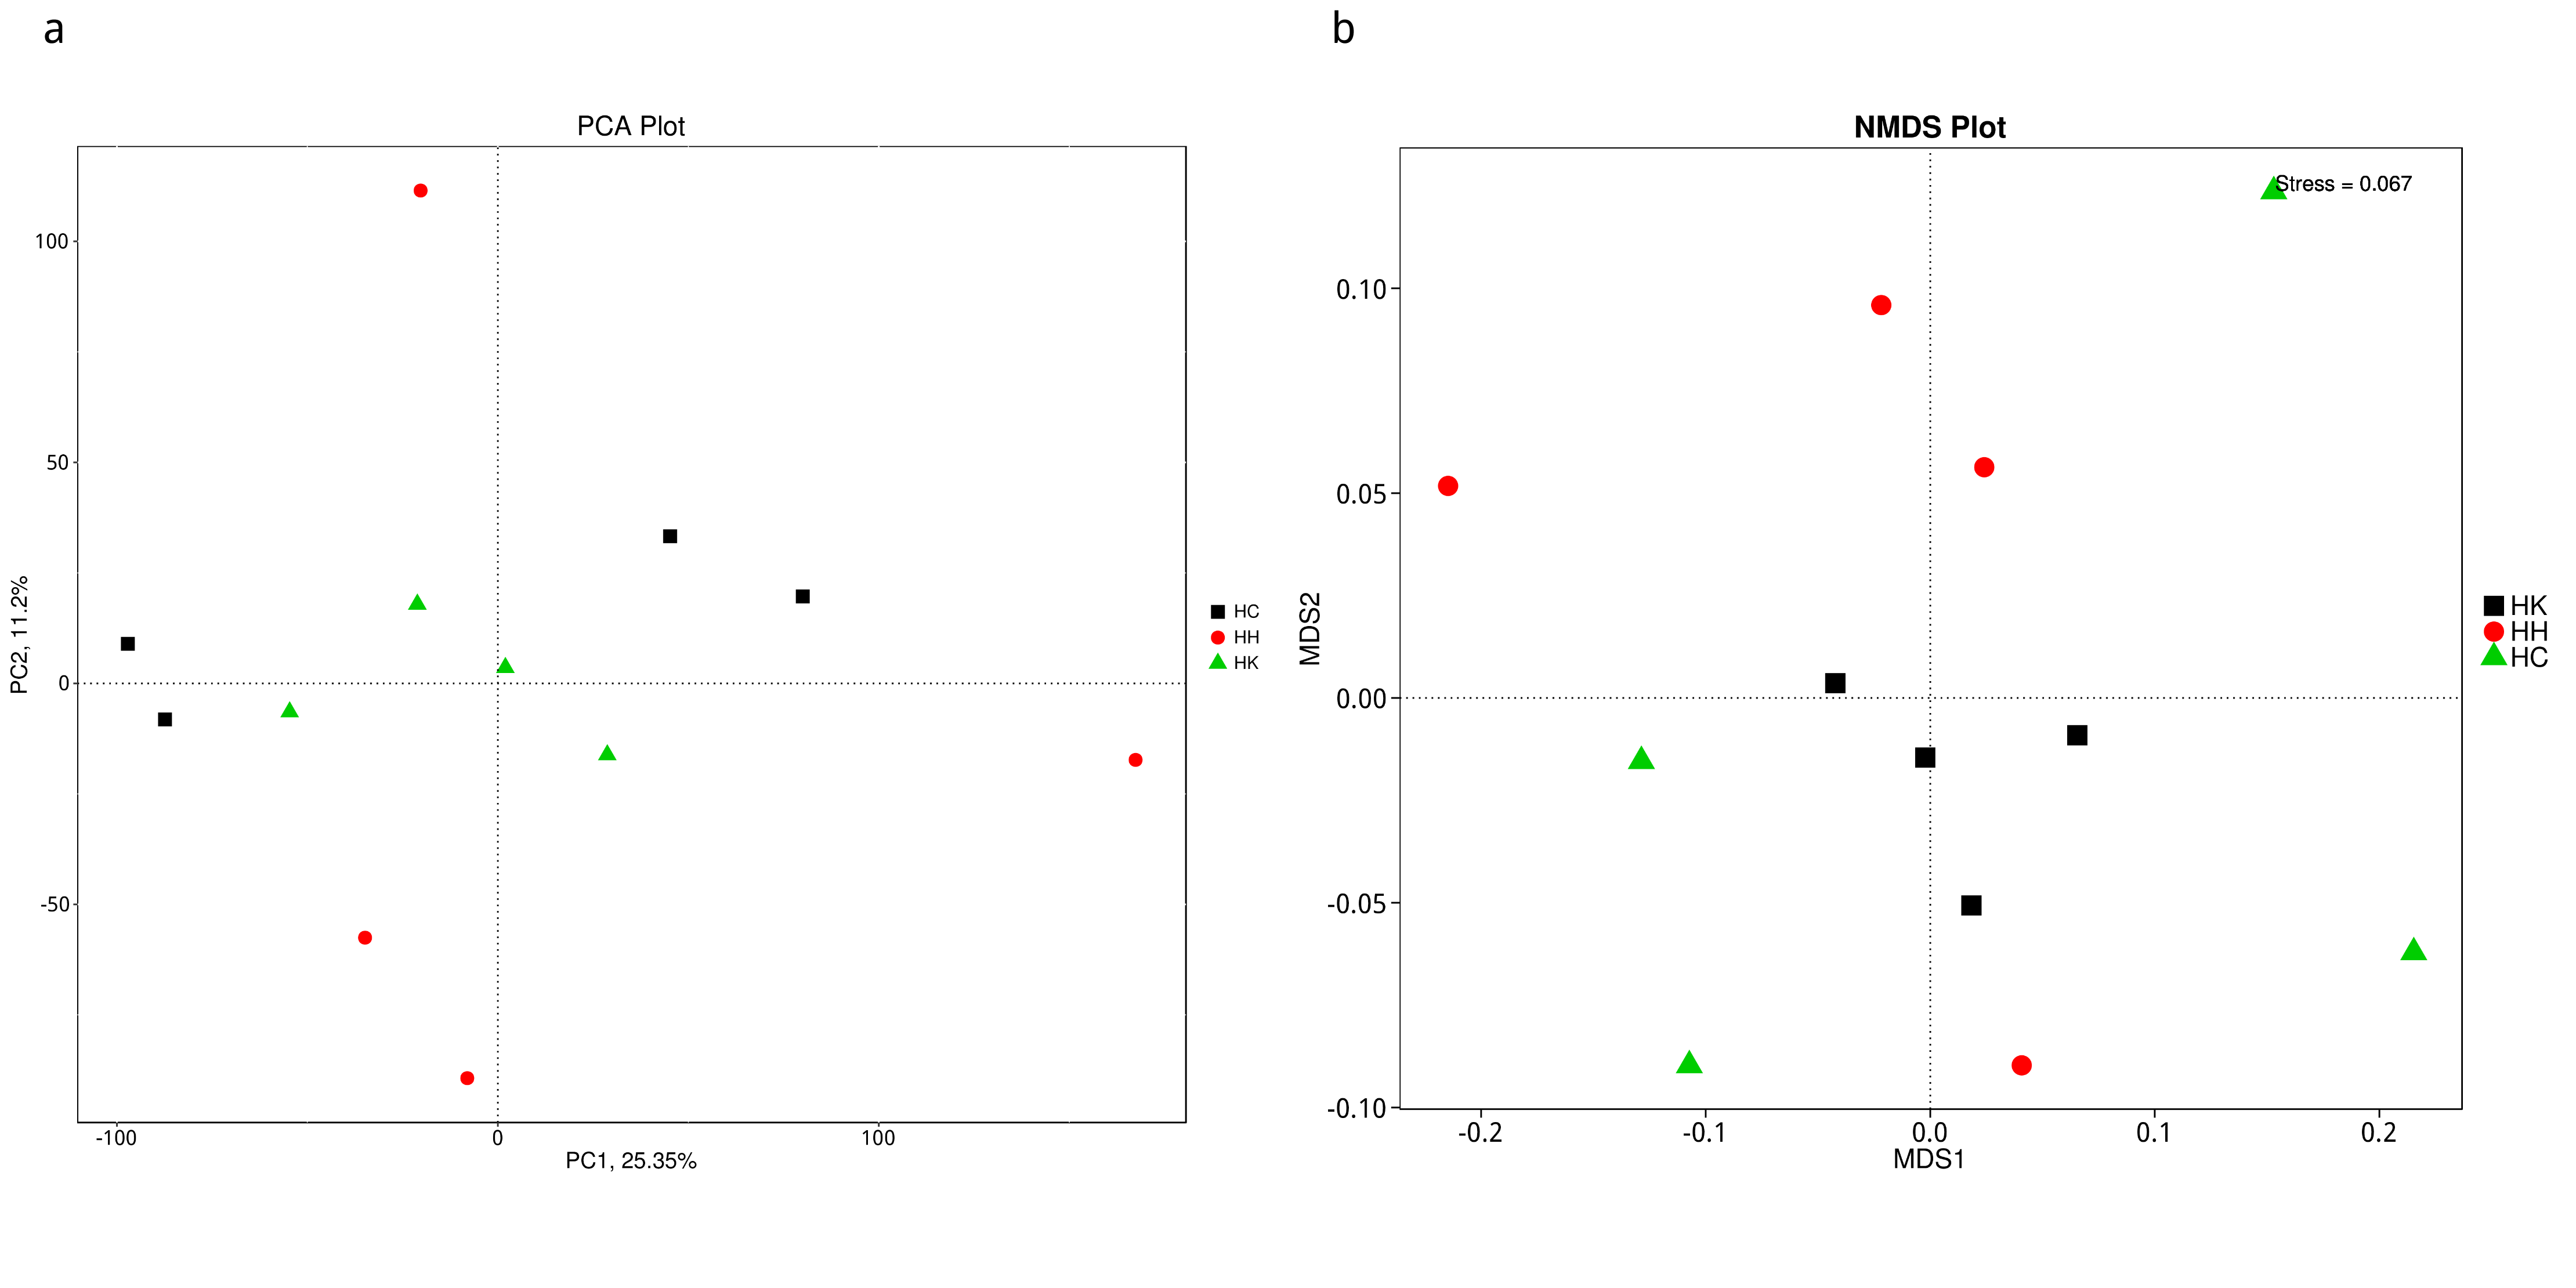 a
b
PCA Plot
NMDS Plot
Stress = 0.067
100
50
0
-50
PC2, 11.2%
-100
0
100
PC1, 25.35%
HC
HH
HK
0.10
0.05
0.00
-0.05
-0.10
MDS2
-0.2
-0.1
0.0
0.1
0.2
MDS1
HK
HH
HC